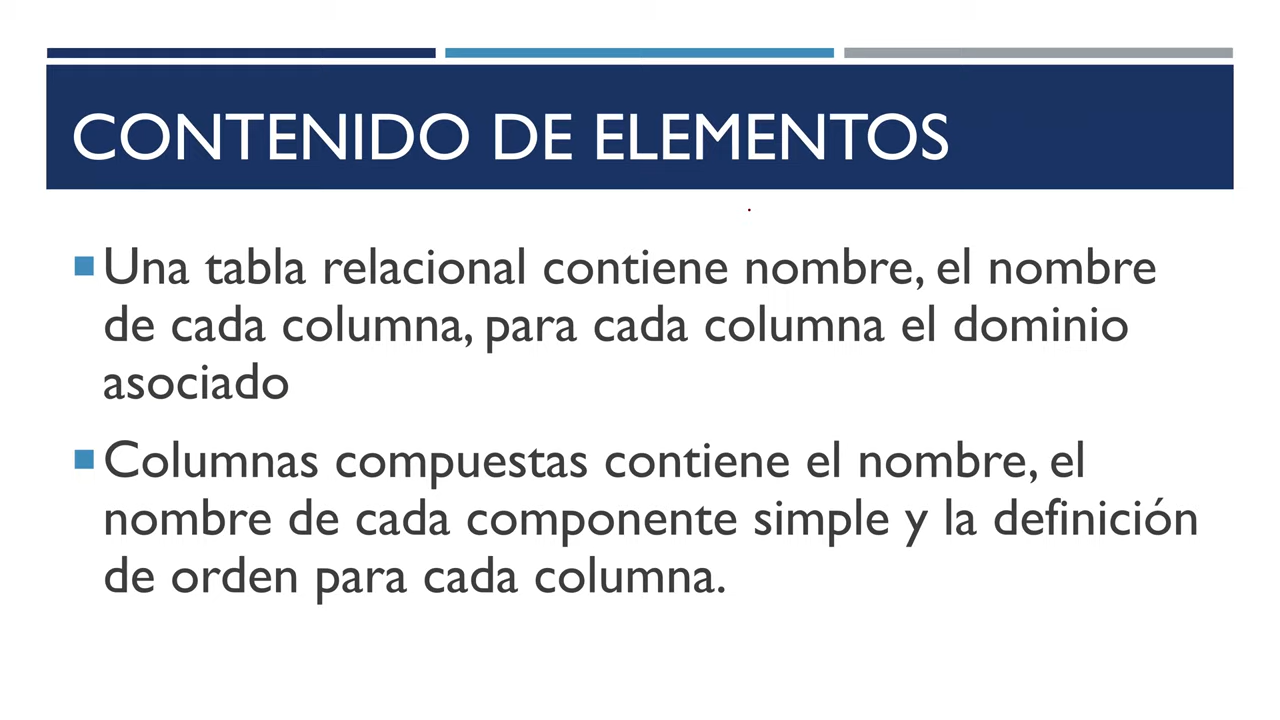 CONTENIDO DE ELEMENTOS
Una tabla relacional contiene nombre, el nombre
de cada columna, para cada columna el dominio
asociado
Columnas compuestas contiene el nombre, el
nombre de cada componente simple y la definición
de orden para cada columna.